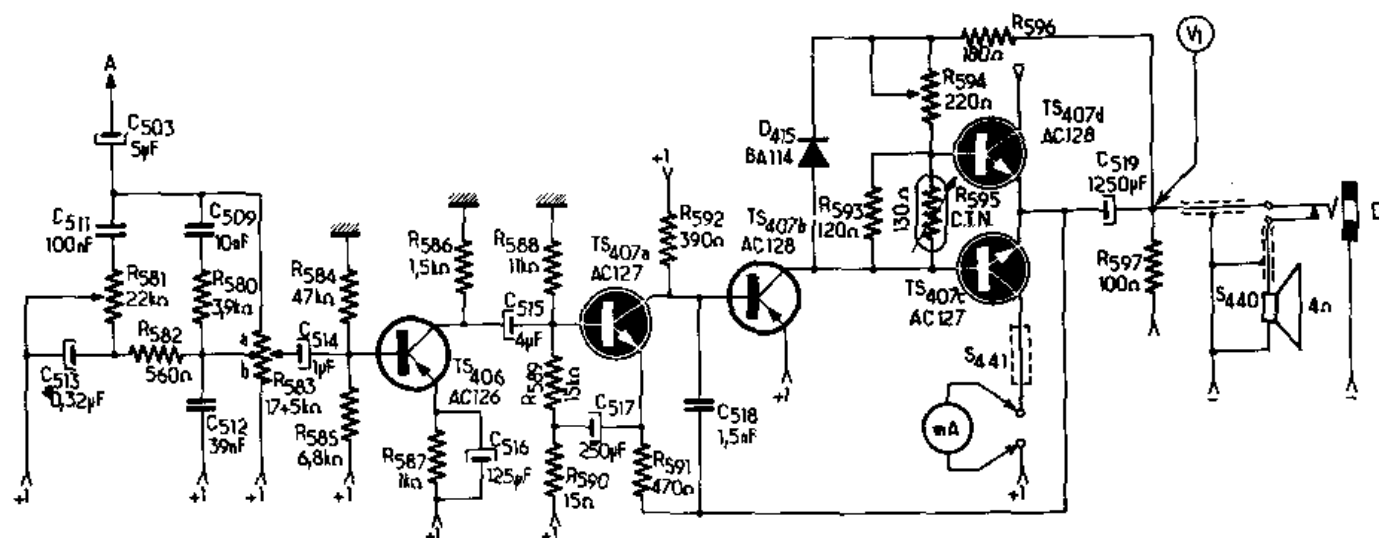 A
C503
5µF
C511
100nF
C509
10nF
R581
22kΩ
R580
3,9kΩ
R582
560Ω
C513
0,32µF
C512
39nF
a
b
R583
17+5kΩ
C514
1µF
R584
47kΩ
R585
6,8kΩ
+1
+1
+1
+1
R586
1,5kΩ
TS406
AC126
R587
1kΩ
C516
125µF
+1
C515
4µF
R588
11kΩ
R589
15kΩ
R590
15Ω
+1
C517
250µF
TS407a
AC127
R591
470Ω
+1
R592
390Ω
C518
1,5nF
TS407b
AC128
+1
D415
BA114
R593
120Ω
R594
220Ω
130Ω
R595
C.T.N.
R596
180Ω
TS407d
AC128
TS407c
AC127
S441
mA
+1
C519
1250µF
V1
R597
100Ω
S440
4Ω